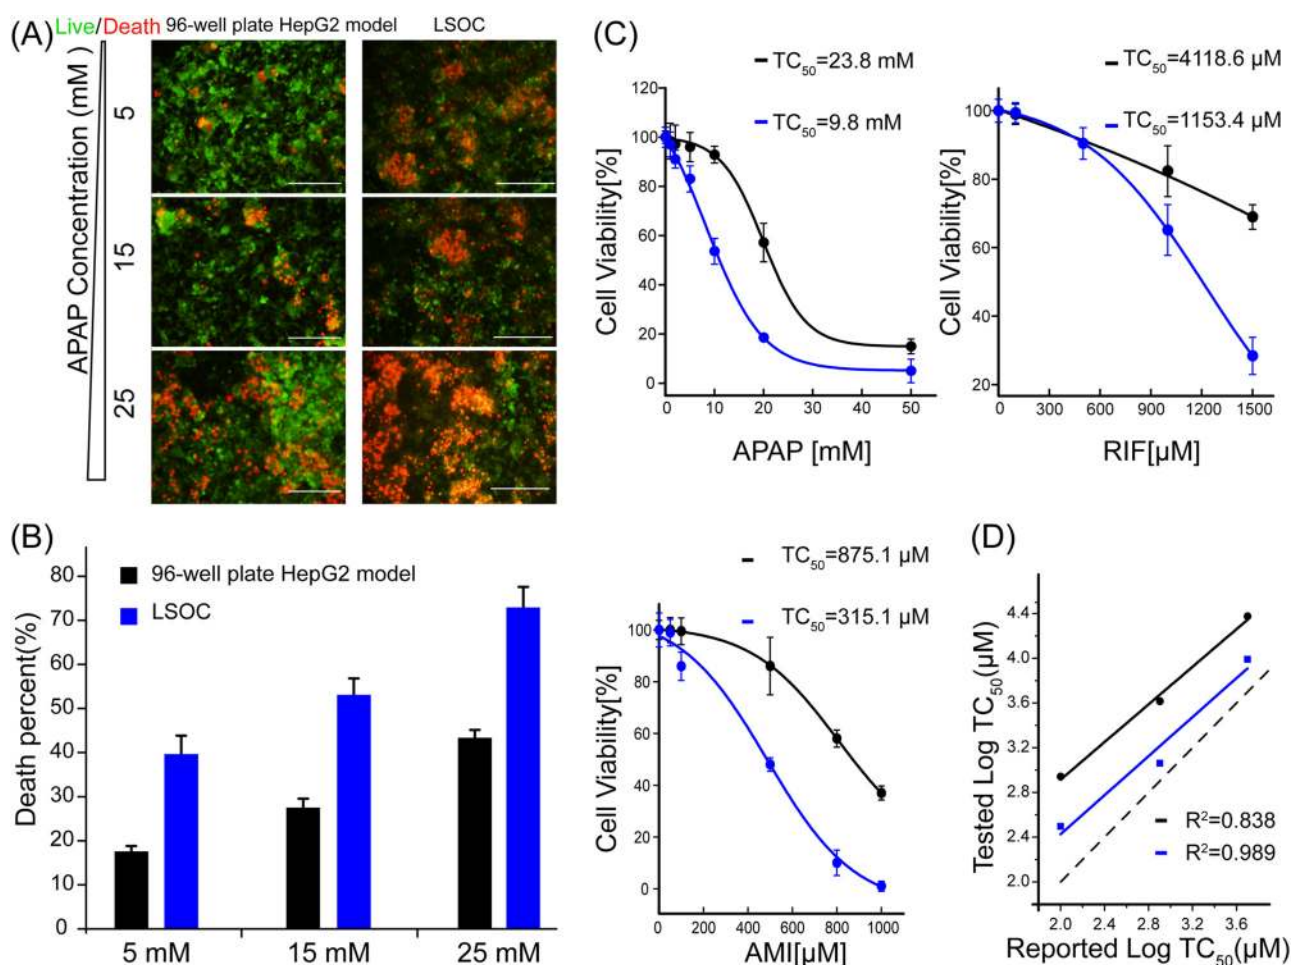 (A)
Live/Death 96-well plate HepG2 model LSOC
APAP Concentration (mM)
5
15
25
(B)
Death percent(%)
80
70
60
50
40
30
20
10
0
96-well plate HepG2 model
LSOC
5 mM 15 mM 25 mM
(C)
TC50=23.8 mM
TC50=9.8 mM
Cell Viability[%]
120
100
80
60
40
20
0
0 10 20 30 40 50
APAP [mM]
TC50=4118.6 µM
TC50=1153.4 µM
Cell Viability[%]
100
80
60
40
20
0 300 600 900 1200 1500
RIF[µM]
TC50=875.1 µM
TC50=315.1 µM
Cell Viability[%]
100
80
60
40
20
0
0 200 400 600 800 1000
AMI[µM]
(D)
Tested Log TC50(µM)
4.4
4.0
3.6
3.2
2.8
2.4
2.0
R²=0.838
R²=0.989
2.0 2.4 2.8 3.2 3.6
Reported Log TC50(µM)